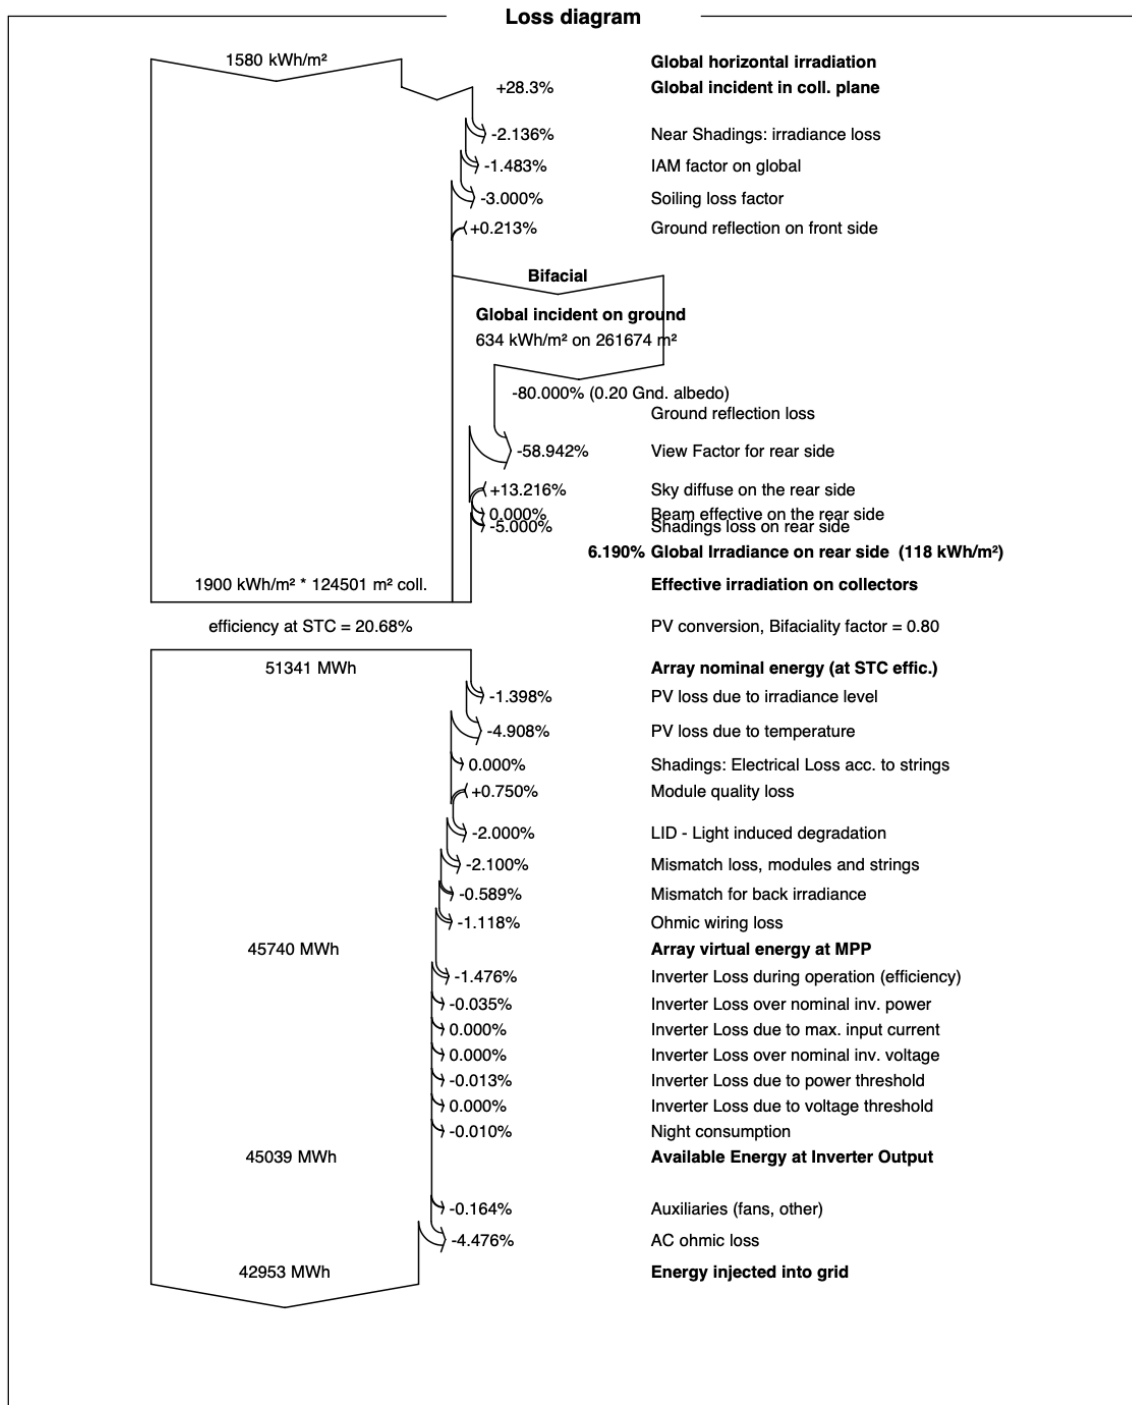 Loss diagram
1580 kWh/m² Global horizontal irradiation
+28.3% Global incident in coll. plane
-2.136% Near Shadings: irradiance loss
-1.483% IAM factor on global
-3.000% Soiling loss factor
+0.213% Ground reflection on front side
Bifacial
Global incident on ground
634 kWh/m² on 261674 m²
-80.000% (0.20 Gnd. albedo)
Ground reflection loss
-58.942% View Factor for rear side
+13.216% Sky diffuse on the rear side
0.000% Beam effective on the rear side
-5.000% Shadings loss on rear side
6.190% Global Irradiance on rear side (118 kWh/m²)
1900 kWh/m² * 124501 m² coll. Effective irradiation on collectors
efficiency at STC = 20.68% PV conversion, Bifaciality factor = 0.80
51341 MWh Array nominal energy (at STC effic.)
-1.398% PV loss due to irradiance level
-4.908% PV loss due to temperature
0.000% Shadings: Electrical Loss acc. to strings
+0.750% Module quality loss
-2.000% LID - Light induced degradation
-2.100% Mismatch loss, modules and strings
-0.589% Mismatch for back irradiance
-1.118% Ohmic wiring loss
45740 MWh Array virtual energy at MPP
-1.476% Inverter Loss during operation (efficiency)
-0.035% Inverter Loss over nominal inv. power
0.000% Inverter Loss due to max. input current
0.000% Inverter Loss over nominal inv. voltage
-0.013% Inverter Loss due to power threshold
0.000% Inverter Loss due to voltage threshold
-0.010% Night consumption
45039 MWh Available Energy at Inverter Output
-0.164% Auxiliaries (fans, other)
-4.476% AC ohmic loss
42953 MWh Energy injected into grid